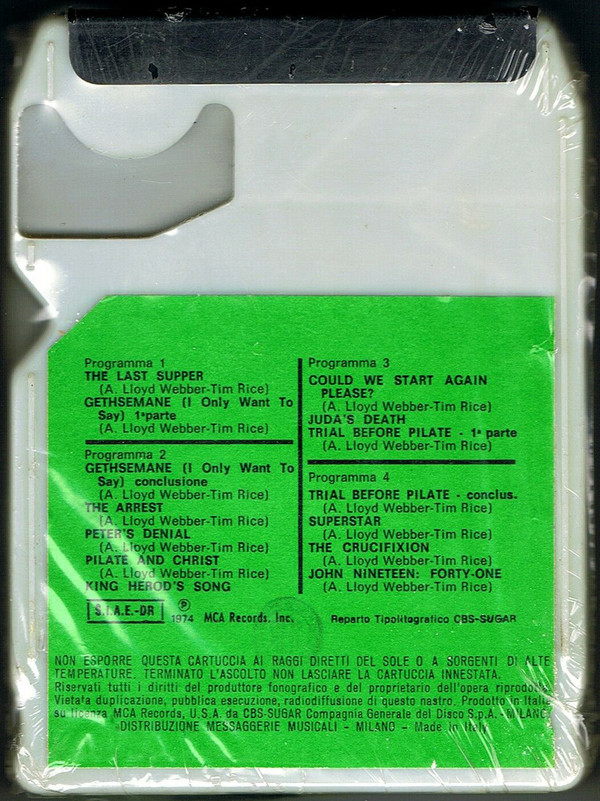 Programma 1
THE LAST SUPPER
(A. Lloyd Webber-Tim Rice)
GETHSEMANE (I Only Want To
Say) 1ª parte
(A. Lloyd Webber-Tim Rice)
Programma 2
GETHSEMANE (I Only Want To
Say) conclusione
(A. Lloyd Webber-Tim Rice)
THE ARREST
(A. Lloyd Webber-Tim Rice)
PETER'S DENIAL
(A. Lloyd Webber-Tim Rice)
PILATE AND CHRIST
(A. Lloyd Webber-Tim Rice)
KING HEROD'S SONG
Programma 3
COULD WE START AGAIN
PLEASE?
(A. Lloyd Webber-Tim Rice)
JUDA'S DEATH
TRIAL BEFORE PILATE - 1ª parte
(A. Lloyd Webber-Tim Rice)
Programma 4
TRIAL BEFORE PILATE - conclus.
(A. Lloyd Webber-Tim Rice)
SUPERSTAR
(A. Lloyd Webber-Tim Rice)
THE CRUCIFIXION
(A. Lloyd Webber-Tim Rice)
JOHN NINETEEN: FORTY-ONE
(A. Lloyd Webber-Tim Rice)
S.I.A.E.-DR ℗ 1974 MCA Records, Inc. Reparto Tipolitografico CBS-SUGAR
NON ESPORRE QUESTA CARTUCCIA AI RAGGI DIRETTI DEL SOLE O A SORGENTI DI ALTE
TEMPERATURE. TERMINATO L'ASCOLTO NON LASCIARE LA CARTUCCIA INNESTATA.
Riservati tutti i diritti del produttore fonografico e del proprietario dell'opera riprodotta.
Vietata duplicazione, pubblica esecuzione, radiodiffusione di questo nastro. Prodotto in Italia
su licenza MCA Records, U.S.A. da CBS-SUGAR Compagnia Generale del Disco S.p.A. - MILANO
DISTRIBUZIONE MESSAGGERIE MUSICALI - MILANO - Made in Italy